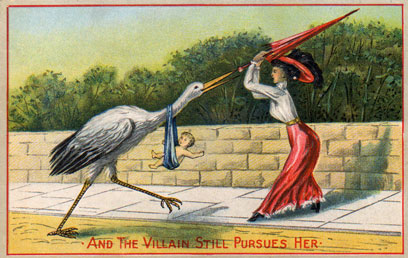 AND THE VILLAIN STILL PURSUES HER.